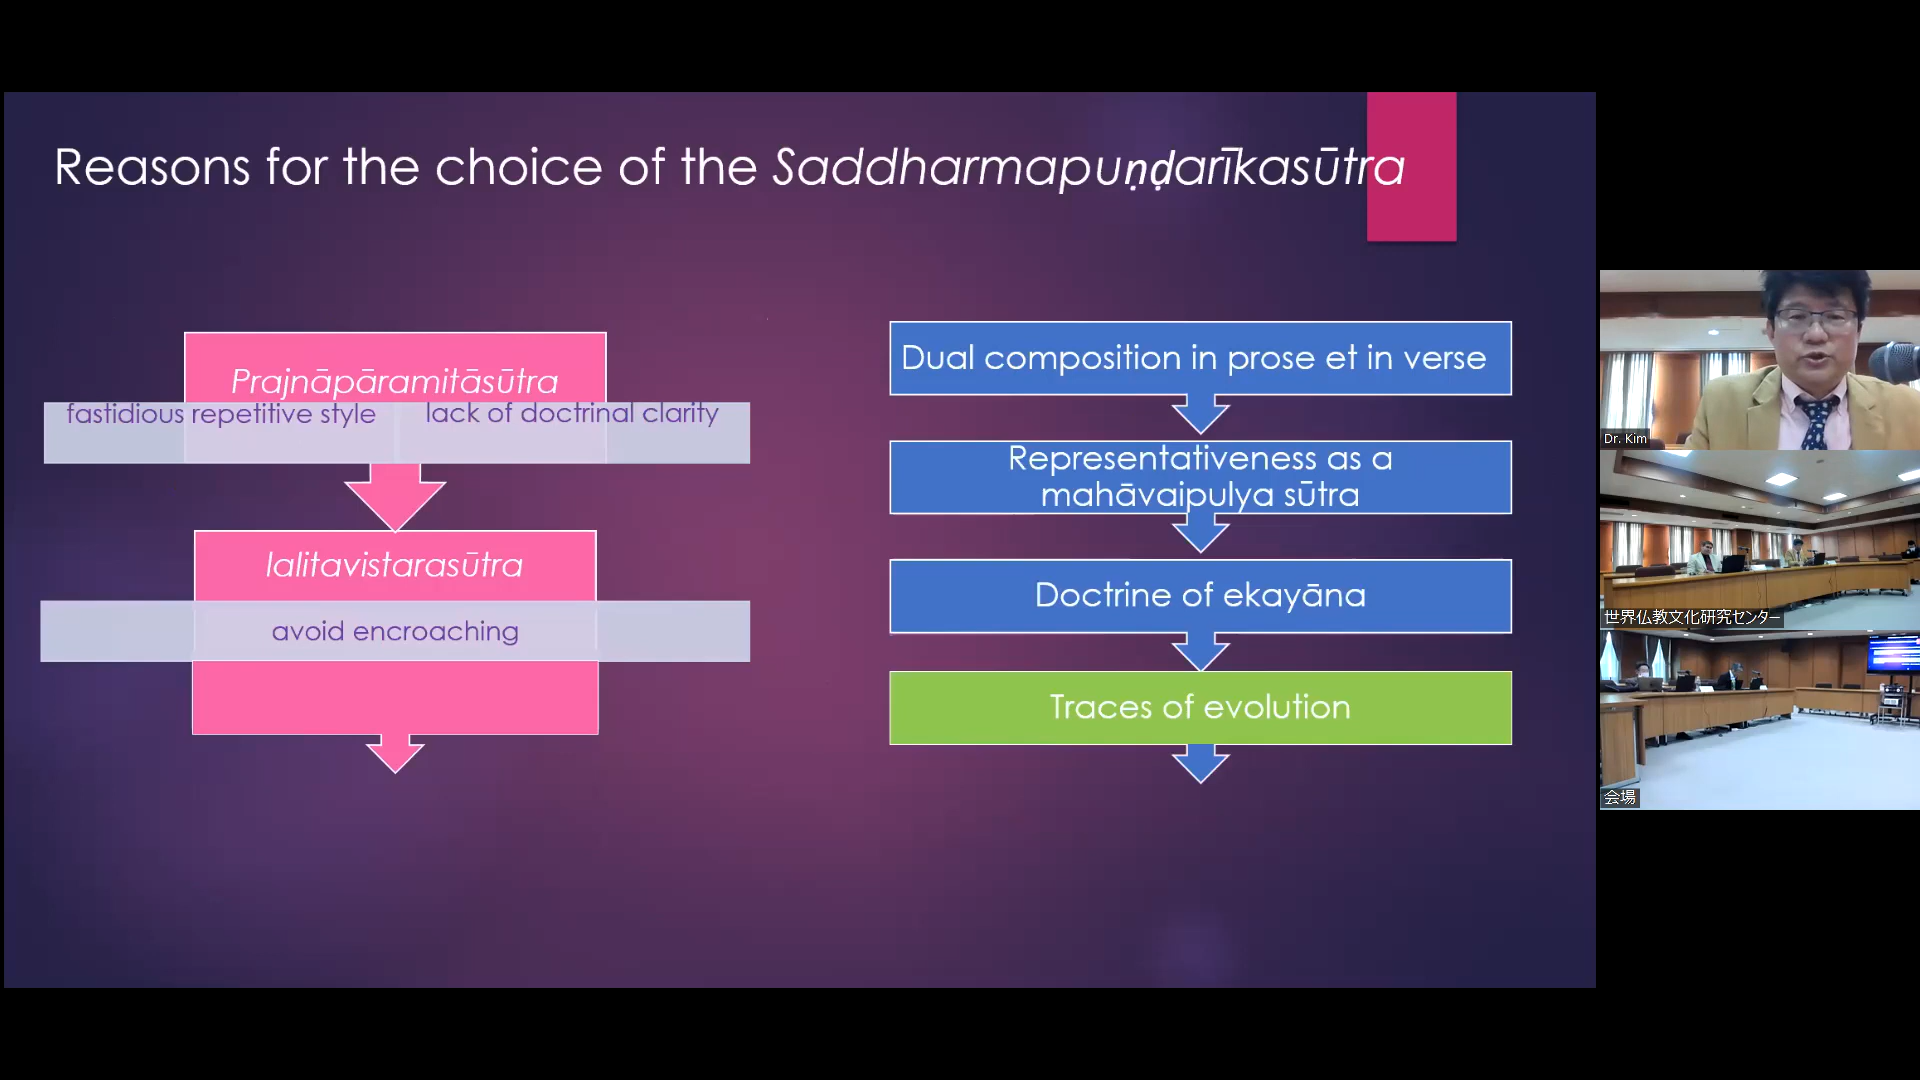 Reasons for the choice of the Saddharmapuṇḍarīkasūtra
Prajnāpāramitāsūtra
fastidious repetitive style
lack of doctrinal clarity
lalitavistarasūtra
avoid encroaching
Dual composition in prose et in verse
Representativeness as a
mahāvaipulya sūtra
Doctrine of ekayāna
Traces of evolution
Dr. Kim
世界仏教文化研究センター
会場